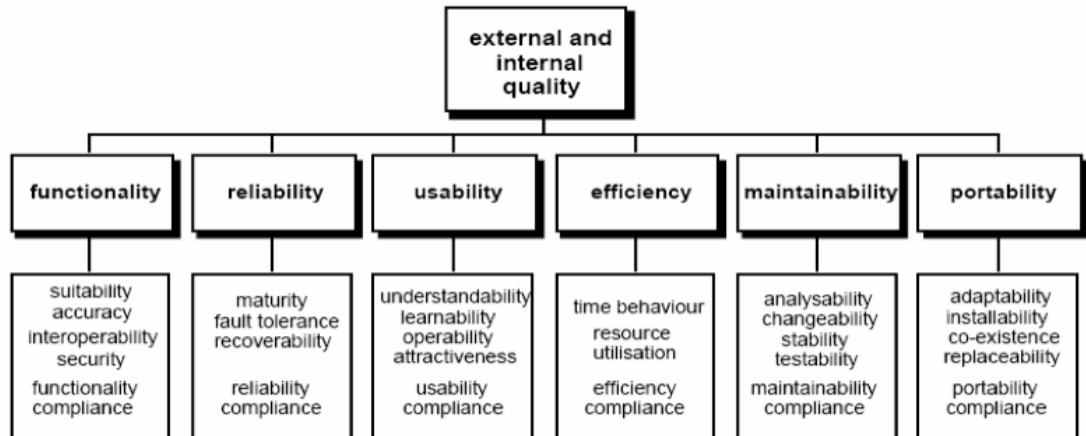 external and
internal
quality
functionality
reliability
usability
efficiency
maintainability
portability
suitability
accuracy
interoperability
security
functionality
compliance
maturity
fault tolerance
recoverability
reliability
compliance
understandability
learnability
operability
attractiveness
usability
compliance
time behaviour
resource
utilisation
efficiency
compliance
analysability
changeability
stability
testability
maintainability
compliance
adaptability
installability
co-existence
replaceability
portability
compliance